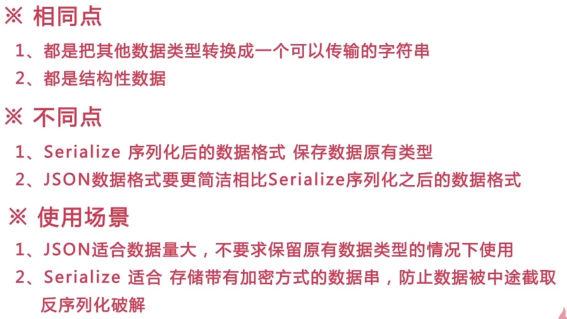 ※ 相同点
1、都是把其他数据类型转换成一个可以传输的字符串
2、都是结构性数据
※ 不同点
1、Serialize 序列化后的数据格式 保存数据原有类型
2、JSON数据格式要更简洁相比Serialize序列化之后的数据格式
※ 使用场景
1、JSON适合数据量大，不要求保留原有数据类型的情况下使用
2、Serialize 适合 存储带有加密方式的数据串，防止数据被中途截取
反序列化破解